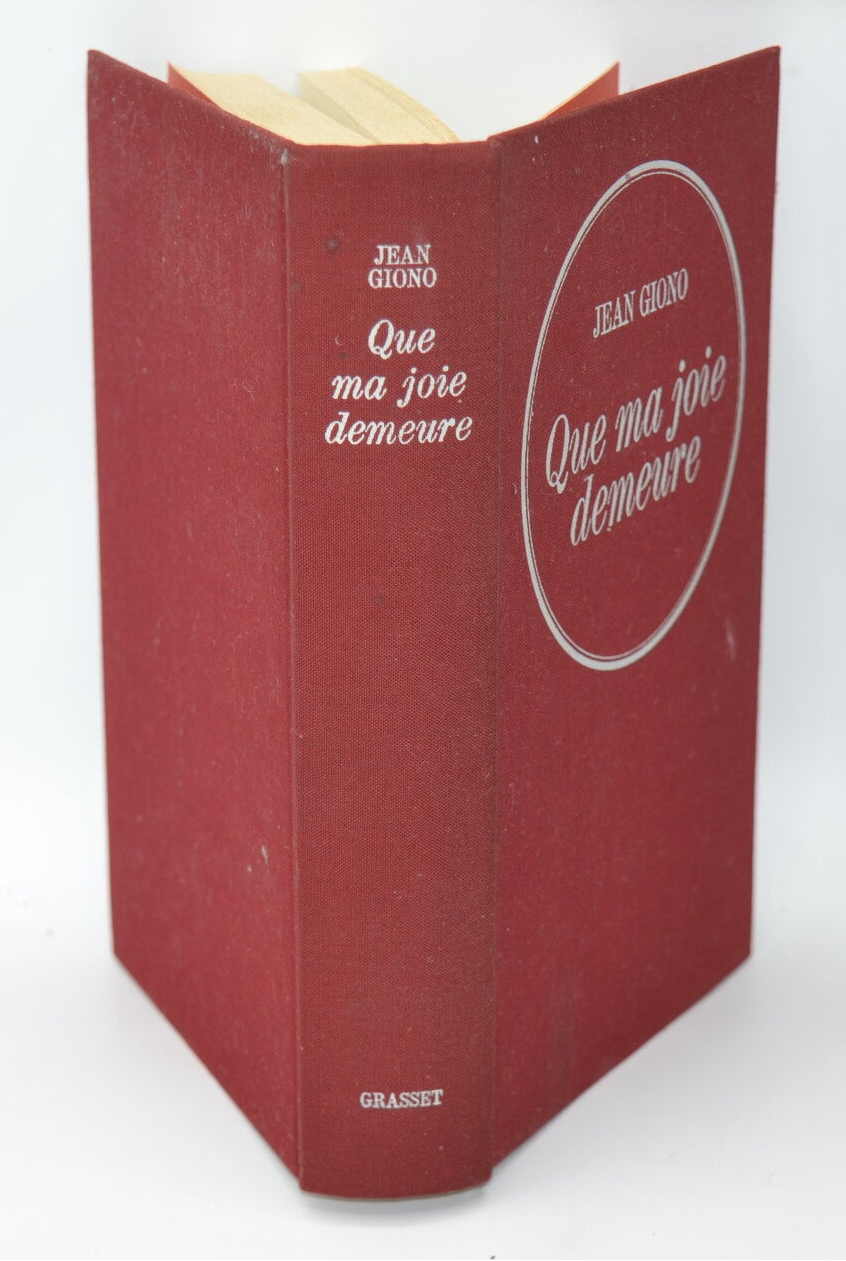 JEAN
GIONO
Que
ma joie
demeure
GRASSET
JEAN GIONO
Que ma joie
demeure